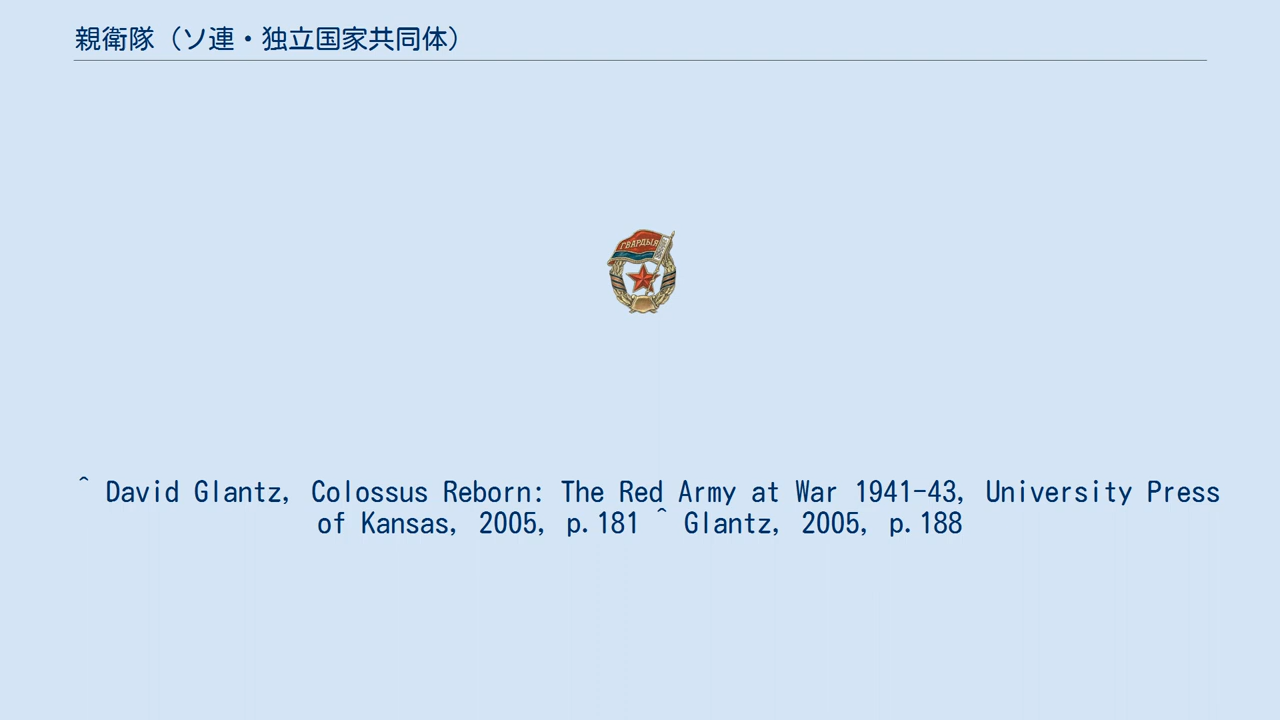 親衛隊（ソ連・独立国家共同体）
ГВАРДЫЯ
^ David Glantz, Colossus Reborn: The Red Army at War 1941-43, University Press
of Kansas, 2005, p.181 ^ Glantz, 2005, p.188